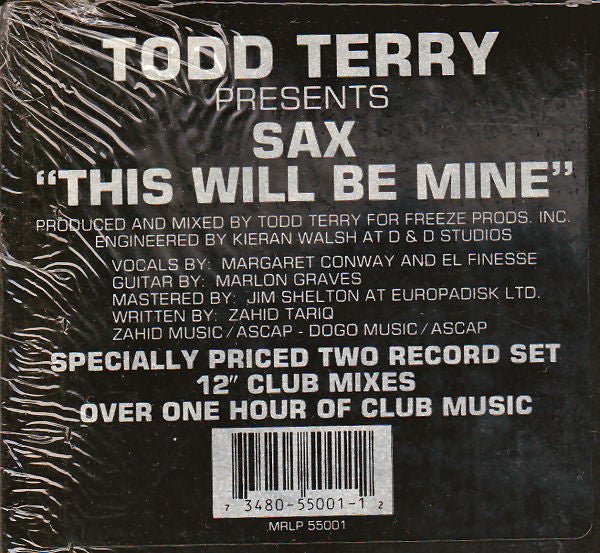 TODD TERRY
PRESENTS
SAX
"THIS WILL BE MINE"
PRODUCED AND MIXED BY TODD TERRY FOR FREEZE PRODS. INC.
ENGINEERED BY KIERAN WALSH AT D & D STUDIOS
VOCALS BY: MARGARET CONWAY AND EL FINESSE
GUITAR BY: MARLON GRAVES
MASTERED BY: JIM SHELTON AT EUROPADISK LTD.
WRITTEN BY: ZAHID TARIQ
ZAHID MUSIC/ASCAP - DOGO MUSIC/ASCAP
SPECIALLY PRICED TWO RECORD SET
12" CLUB MIXES
OVER ONE HOUR OF CLUB MUSIC
7 3480-55001-1 2
MRLP 55001